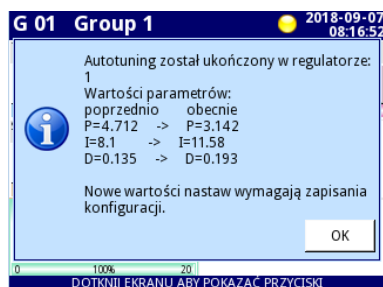 G 01 Group 1
2018-09-07
08:16:52
Autotuning został ukończony w regulatorze:
1
Wartości parametrów:
poprzednio obecnie
P=4.712 -> P=3.142
I=8.1 -> I=11.58
D=0.135 -> D=0.193
Nowe wartości nastaw wymagają zapisania
konfiguracji.
OK
0 100% 20
DOTKNIJ EKRANU ABY POKAZAĆ PRZYCISKI